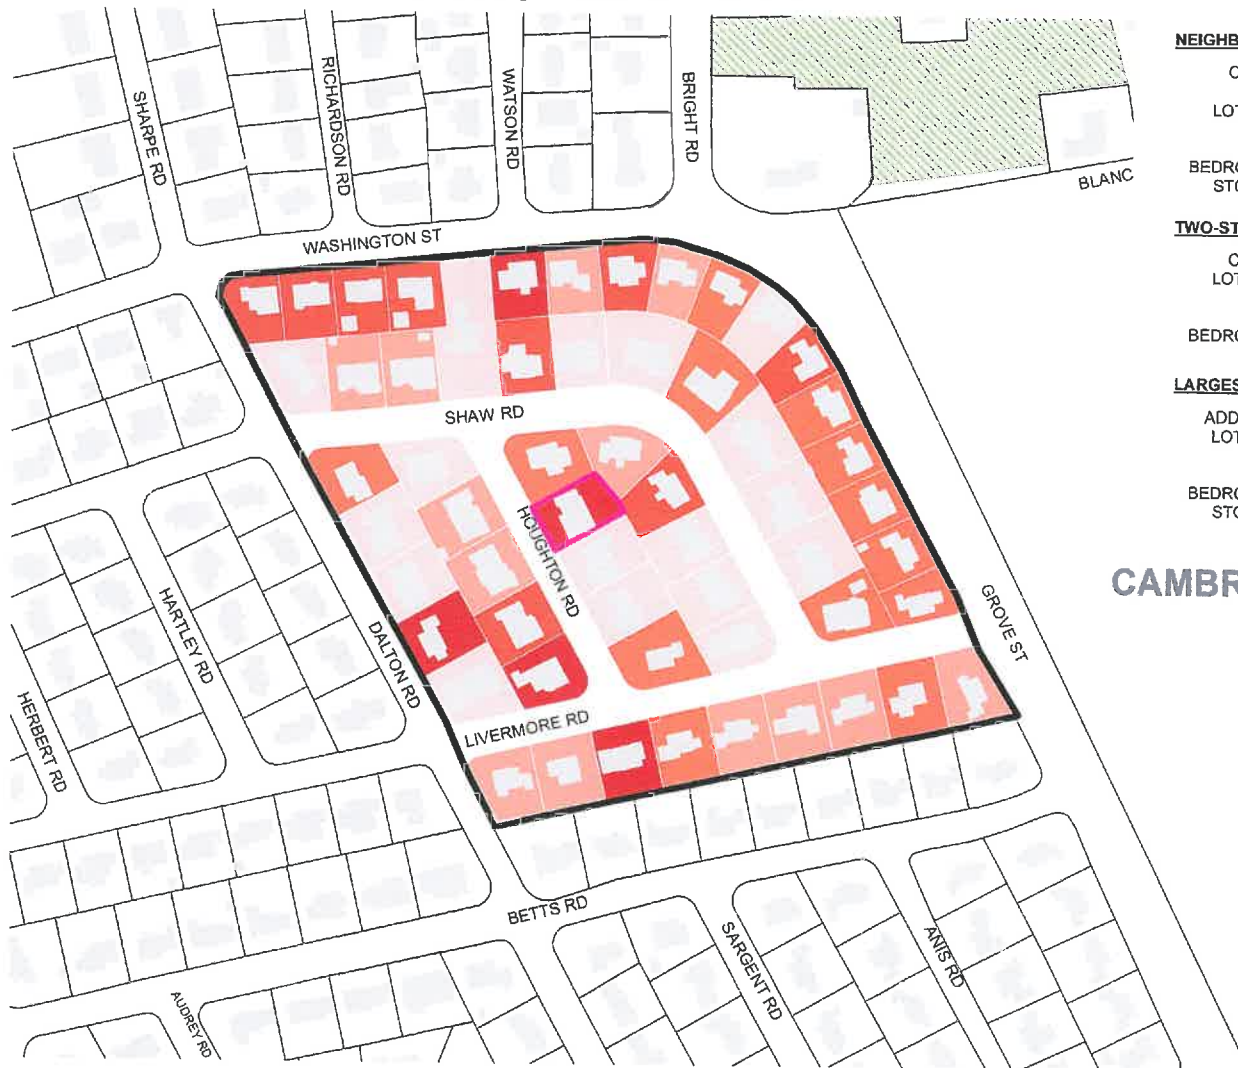 NEIGHB
SHARPE RD
RICHARDSON RD
WATSON RD
BRIGHT RD
LOT
BEDRO
BLANC
STO
WASHINGTON ST
TWO-ST
LOT
BEDRO
LARGES
SHAW RD
ADD
LOT
BEDRO
STO
HOUGHTON RD
CAMBR
HARTLEY RD
DALTON RD
GROVE ST
HERBERT RD
LIVERMORE RD
BETTS RD
SARGENT RD
ANIS RD
AUDREY RD